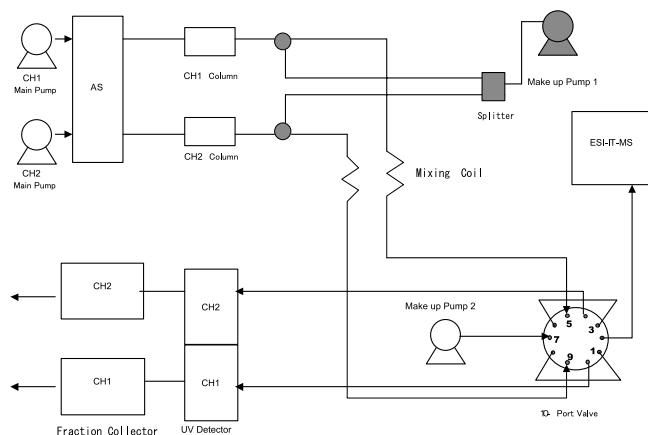 CH1
Main Pump
AS
CH1 Column
Make up Pump 1
Splitter
CH2
Main Pump
CH2
Column
ESI-IT-MS
Mixing Coil
CH2
CH2
Make up Pump 2
5
3
7
1
9
CH1
CH1
10- Port Valve
Fraction Collector
UV Detector